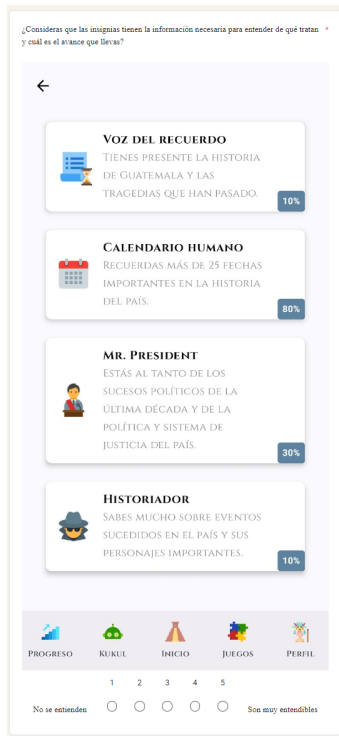 ¿Consideras que las insignias tienen la información necesaria para entender de qué tratan *
y cuál es el avance que llevas?
Voz del recuerdo
Tienes presente la historia
de Guatemala y las
tragedias que han pasado.
10%
Calendario humano
Recuerdas más de 25 fechas
importantes en la historia
del país.
80%
Mr. President
Estás al tanto de los
sucesos políticos de la
última década y de la
política y sistema de
justicia del país.
30%
Historiador
Sabes mucho sobre eventos
sucedidos en el país y sus
personajes importantes.
10%
Progreso Kukul Inicio Juegos Perfil
1 2 3 4 5
No se entienden Son muy entendibles